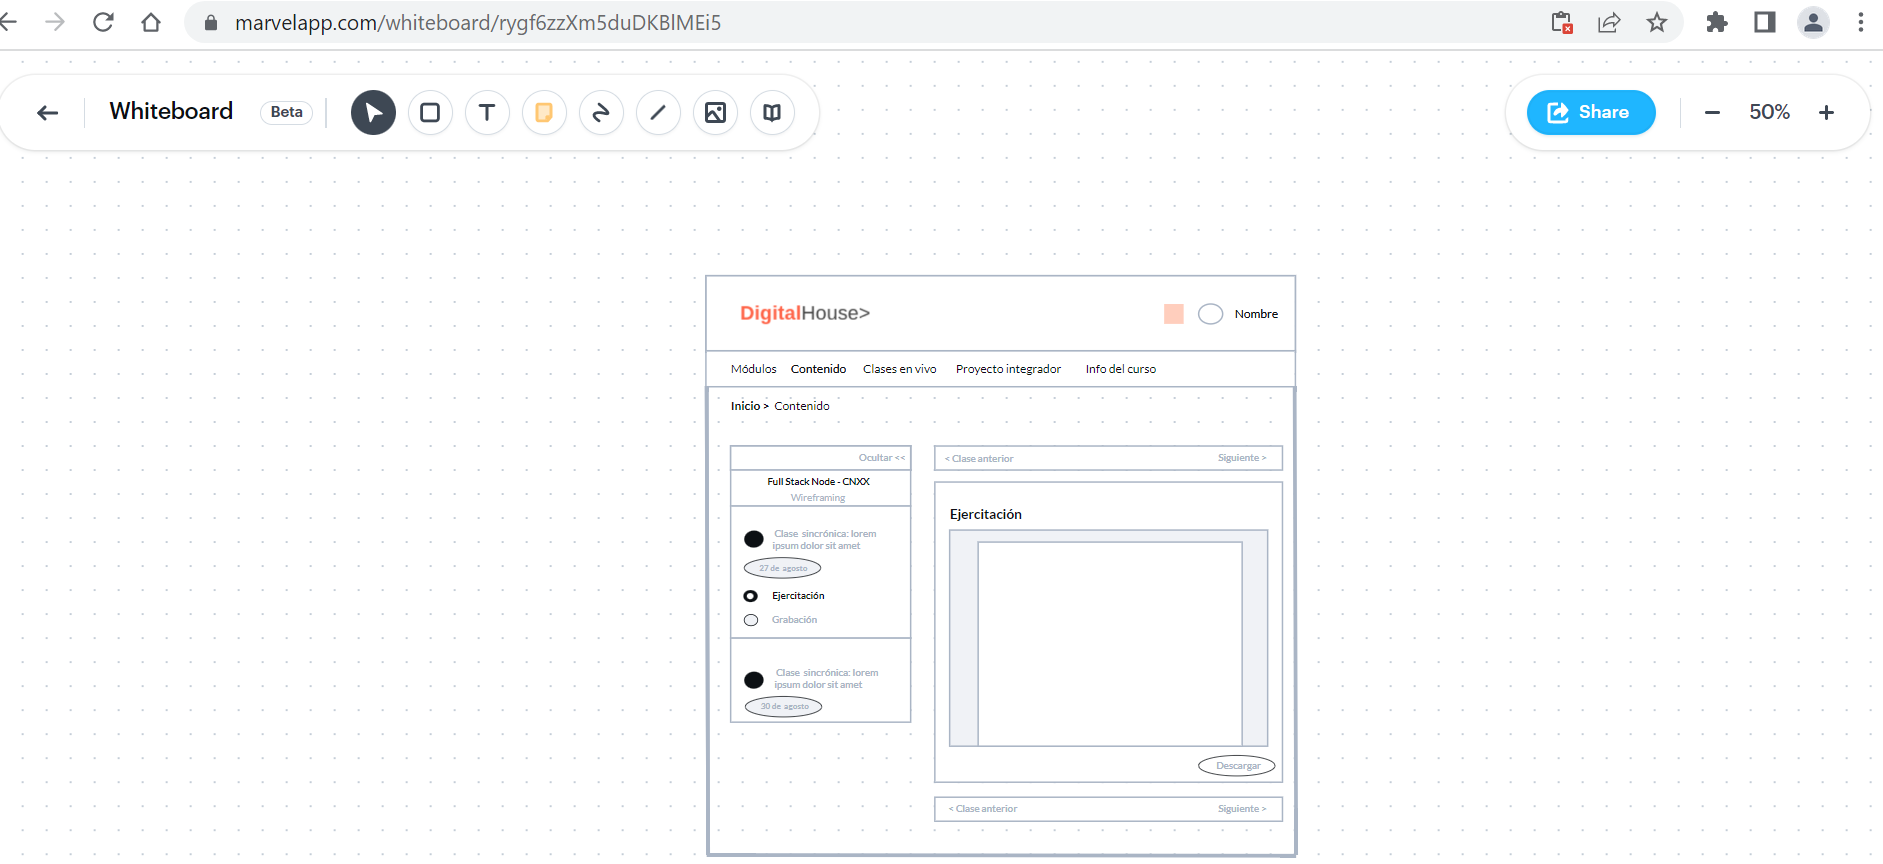 marvelapp.com/whiteboard/rygf6zzXm5duDKBlMEi5
Whiteboard Beta T Share 50%
DigitalHouse> Nombre
Módulos Contenido Clases en vivo Proyecto integrador Info del curso
Inicio > Contenido
Ocultar <<
Full Stack Node - CNXX
Wireframing
Clase sincrónica: lorem
ipsum dolor sit amet
27 de agosto
Ejercitación
Grabación
Clase sincrónica: lorem
ipsum dolor sit amet
30 de agosto
< Clase anterior Siguiente >
Ejercitación
Descargar
< Clase anterior Siguiente >